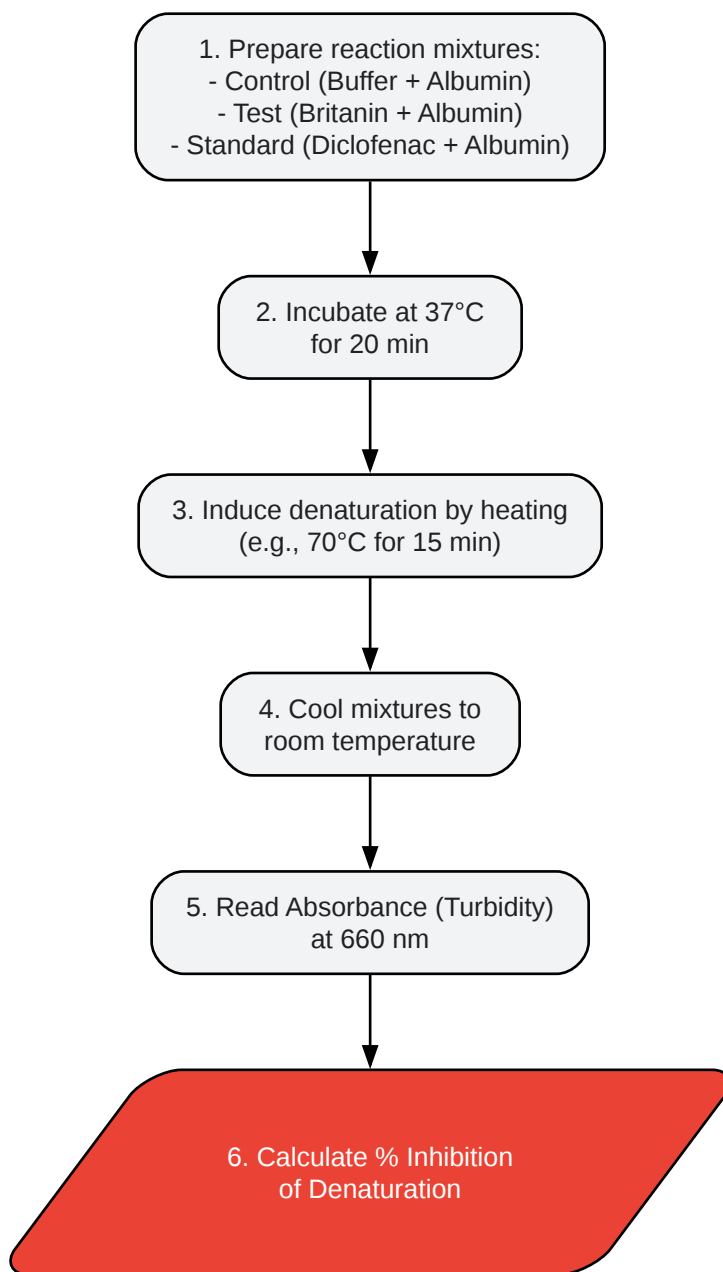 1. Prepare reaction mixtures:
- Control (Buffer + Albumin)
- Test (Britanin + Albumin)
- Standard (Diclofenac + Albumin)
2. Incubate at 37°C
for 20 min
3. Induce denaturation by heating
(e.g., 70°C for 15 min)
4. Cool mixtures to
room temperature
5. Read Absorbance (Turbidity)
at 660 nm
6. Calculate % Inhibition
of Denaturation